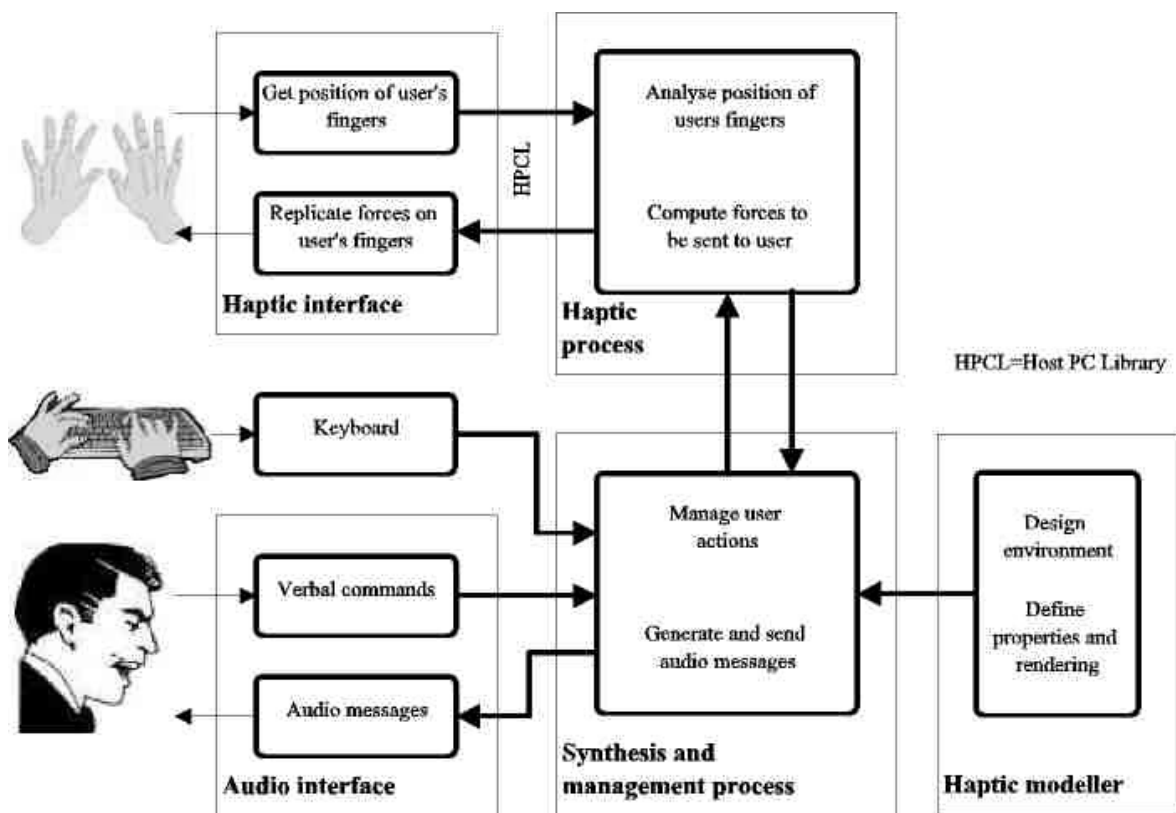 Get position of user's
fingers
Replicate forces on
user's fingers
Haptic interface
HPCL
Analyse position of
users fingers
Compute forces to
be sent to user
Haptic
process
HPCL=Host PC Library
Keyboard
Verbal commands
Audio messages
Audio interface
Manage user
actions
Generate and send
audio messages
Synthesis and
management process
Design
environment
Define
properties and
rendering
Haptic modeller